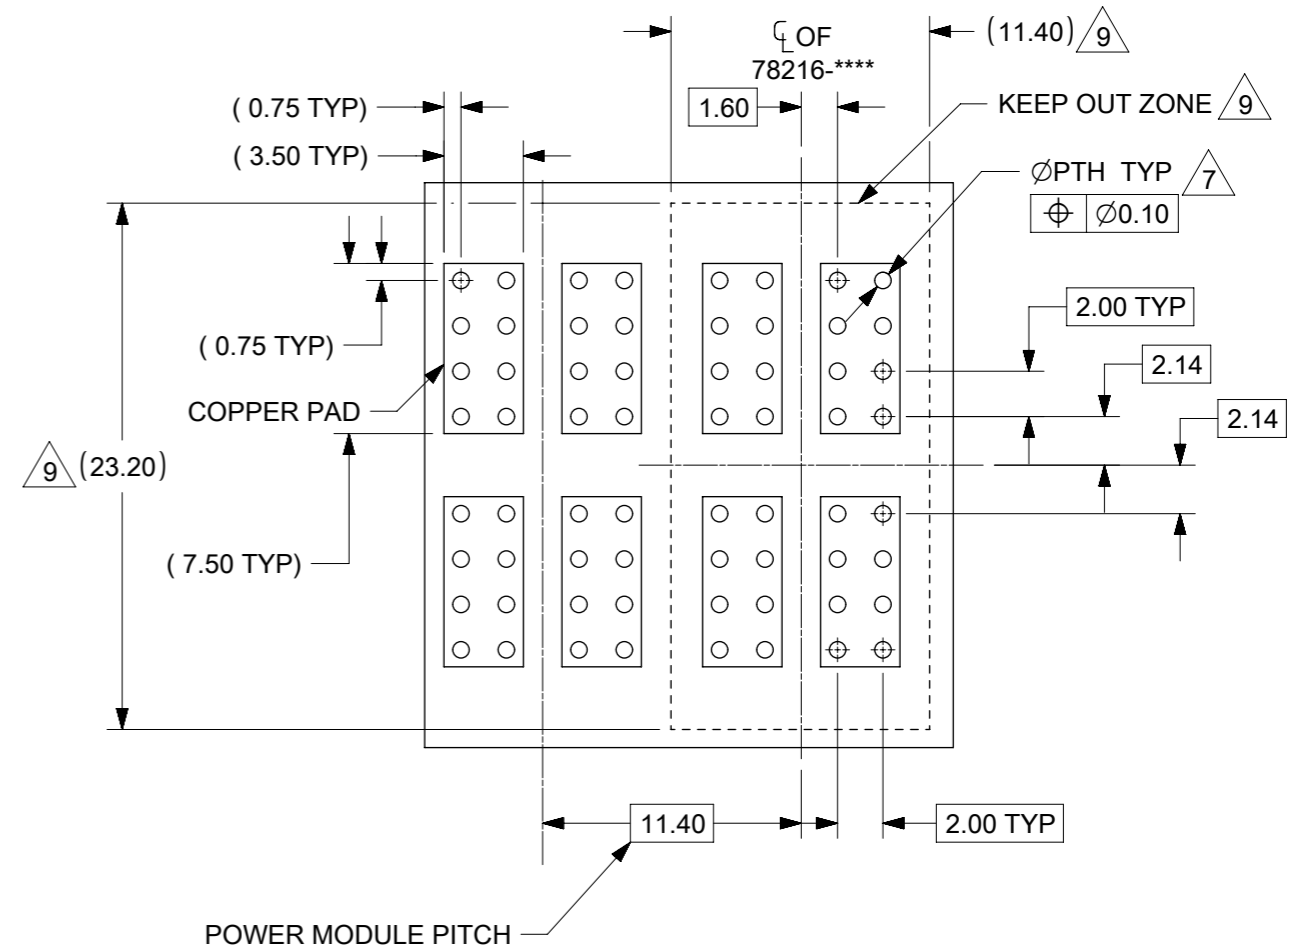 ℄ OF
78216-****
(11.40) 9
( 0.75 TYP)
1.60
KEEP OUT ZONE 9
( 3.50 TYP)
∅PTH TYP 7
⌖ ∅0.10
2.00 TYP
( 0.75 TYP)
2.14
COPPER PAD
2.14
9 (23.20)
( 7.50 TYP)
11.40
2.00 TYP
POWER MODULE PITCH